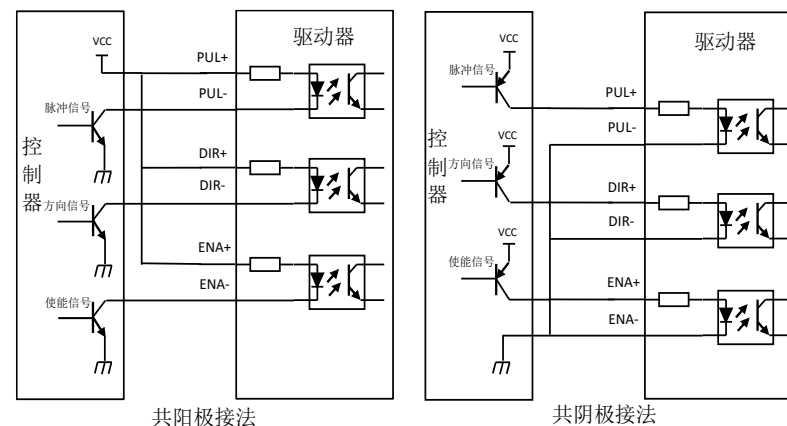 驱动器
VCC
PUL+
脉冲信号
PUL-
控制器
DIR+
DIR-
方向信号
ENA+
ENA-
使能信号
共阳极接法
驱动器
VCC
脉冲信号
PUL+
PUL-
控制器
VCC
方向信号
DIR+
DIR-
VCC
使能信号
ENA+
ENA-
共阴极接法